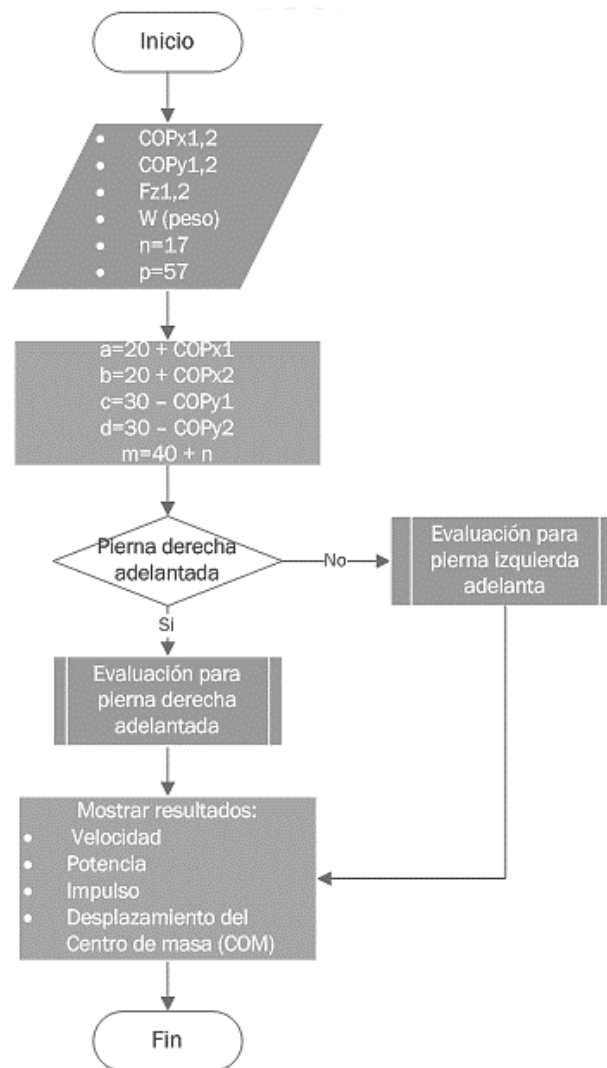 Inicio
• COPx1,2
• COPy1,2
• Fz1,2
• W (peso)
• n=17
• p=57
a=20 + COPx1
b=20 + COPx2
c=30 – COPy1
d=30 – COPy2
m=40 + n
Pierna derecha
adelantada
No
Evaluación para
pierna izquierda
adelanta
Si
Evaluación para
pierna derecha
adelantada
Mostrar resultados:
• Velocidad
• Potencia
• Impulso
• Desplazamiento del
Centro de masa (COM)
Fin